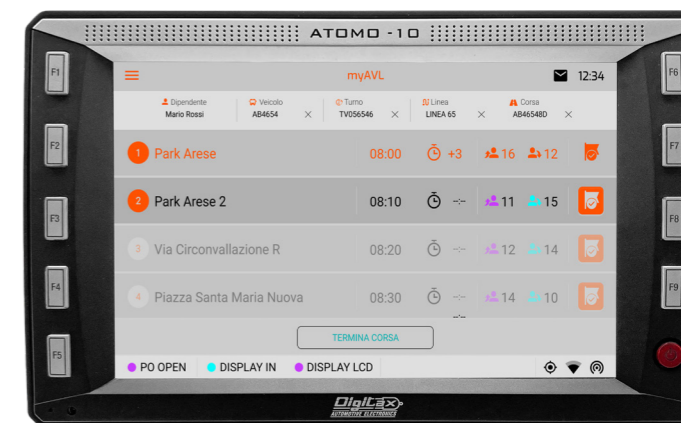 ATOMO -10
F1
F2
F3
F4
F5
F6
F7
F8
F9
myAVL
12:34
Dipendente
Mario Rossi
Veicolo
AB4654
Turno
TV056546
Linea
LINEA 65
Corsa
AB46548D
1 Park Arese 08:00 +3 16 12
2 Park Arese 2 08:10 --:-- 11 15
3 Via Circonvallazione R 08:20 --:-- 12 14
4 Piazza Santa Maria Nuova 08:30 --:-- 14 10
--:--
TERMINA CORSA
PO OPEN DISPLAY IN DISPLAY LCD
Digitax
AUTOMOTIVE ELECTRONICS